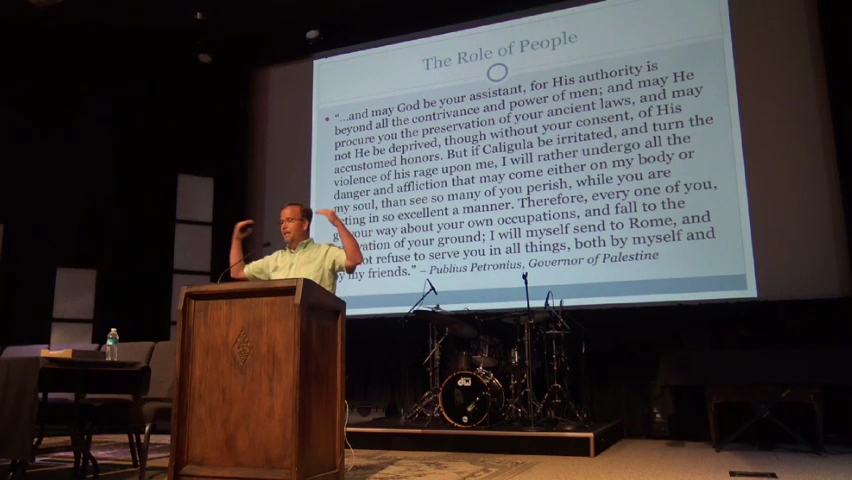 The Role of People
• "...and may God be your assistant, for His authority is
beyond all the contrivance and power of men; and may He
procure you the preservation of your ancient laws, and may
not He be deprived, though without your consent, of His
accustomed honors. But if Caligula be irritated, and turn the
violence of his rage upon me, I will rather undergo all the
danger and affliction that may come either on my body or
my soul, than see so many of you perish, while you are
acting in so excellent a manner. Therefore, every one of you,
your way about your own occupations, and fall to the
of your ground; I will myself send to Rome, and
not refuse to serve you in all things, both by myself and
by my friends." – Publius Petronius, Governor of Palestine
dw